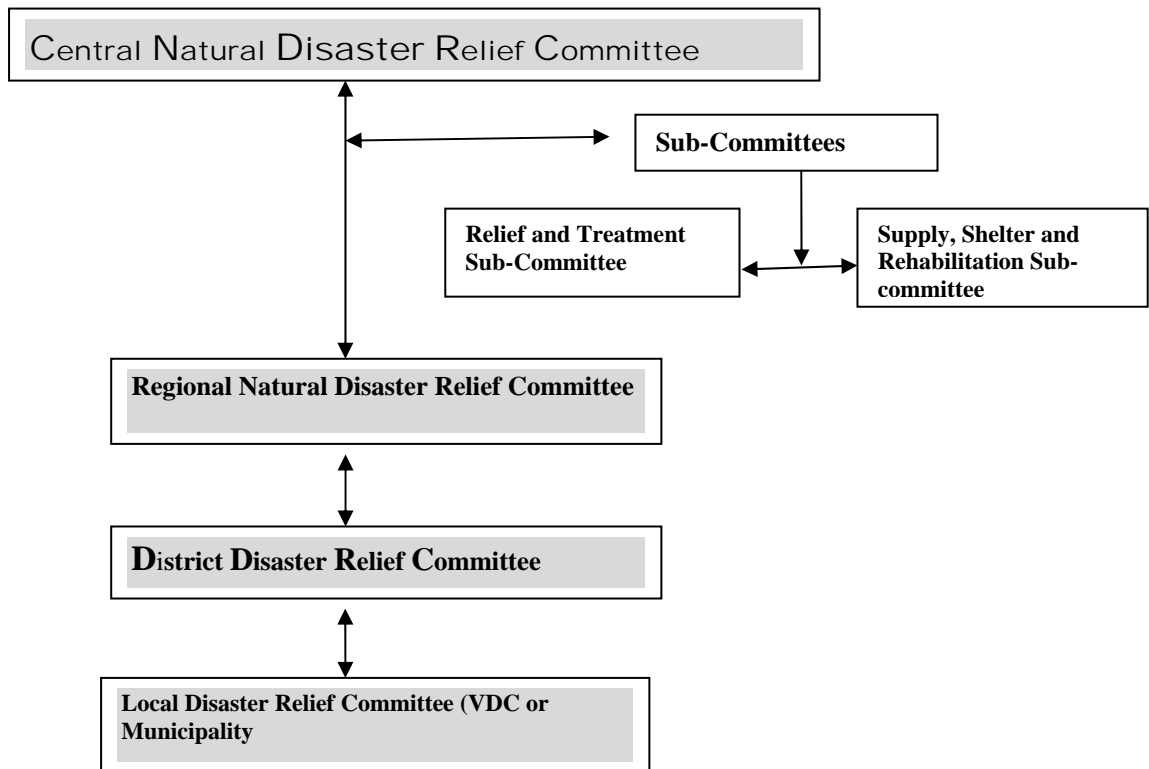 Central Natural Disaster Relief Committee
Sub-Committees
Relief and Treatment
Sub-Committee
Supply, Shelter and
Rehabilitation Sub-
committee
Regional Natural Disaster Relief Committee
District Disaster Relief Committee
Local Disaster Relief Committee (VDC or
Municipality